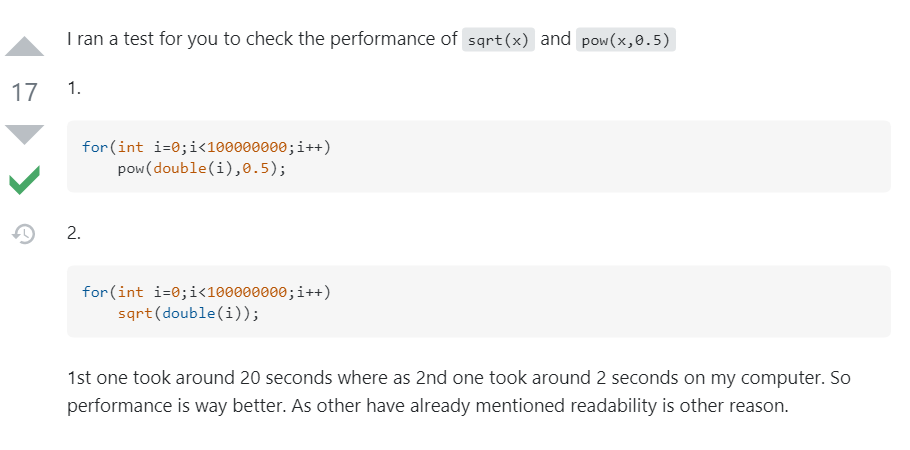 I ran a test for you to check the performance of sqrt(x) and pow(x,0.5)
17
1.
for(int i=0;i<100000000;i++)
    pow(double(i),0.5);
2.
for(int i=0;i<100000000;i++)
    sqrt(double(i));
1st one took around 20 seconds where as 2nd one took around 2 seconds on my computer. So
performance is way better. As other have already mentioned readability is other reason.